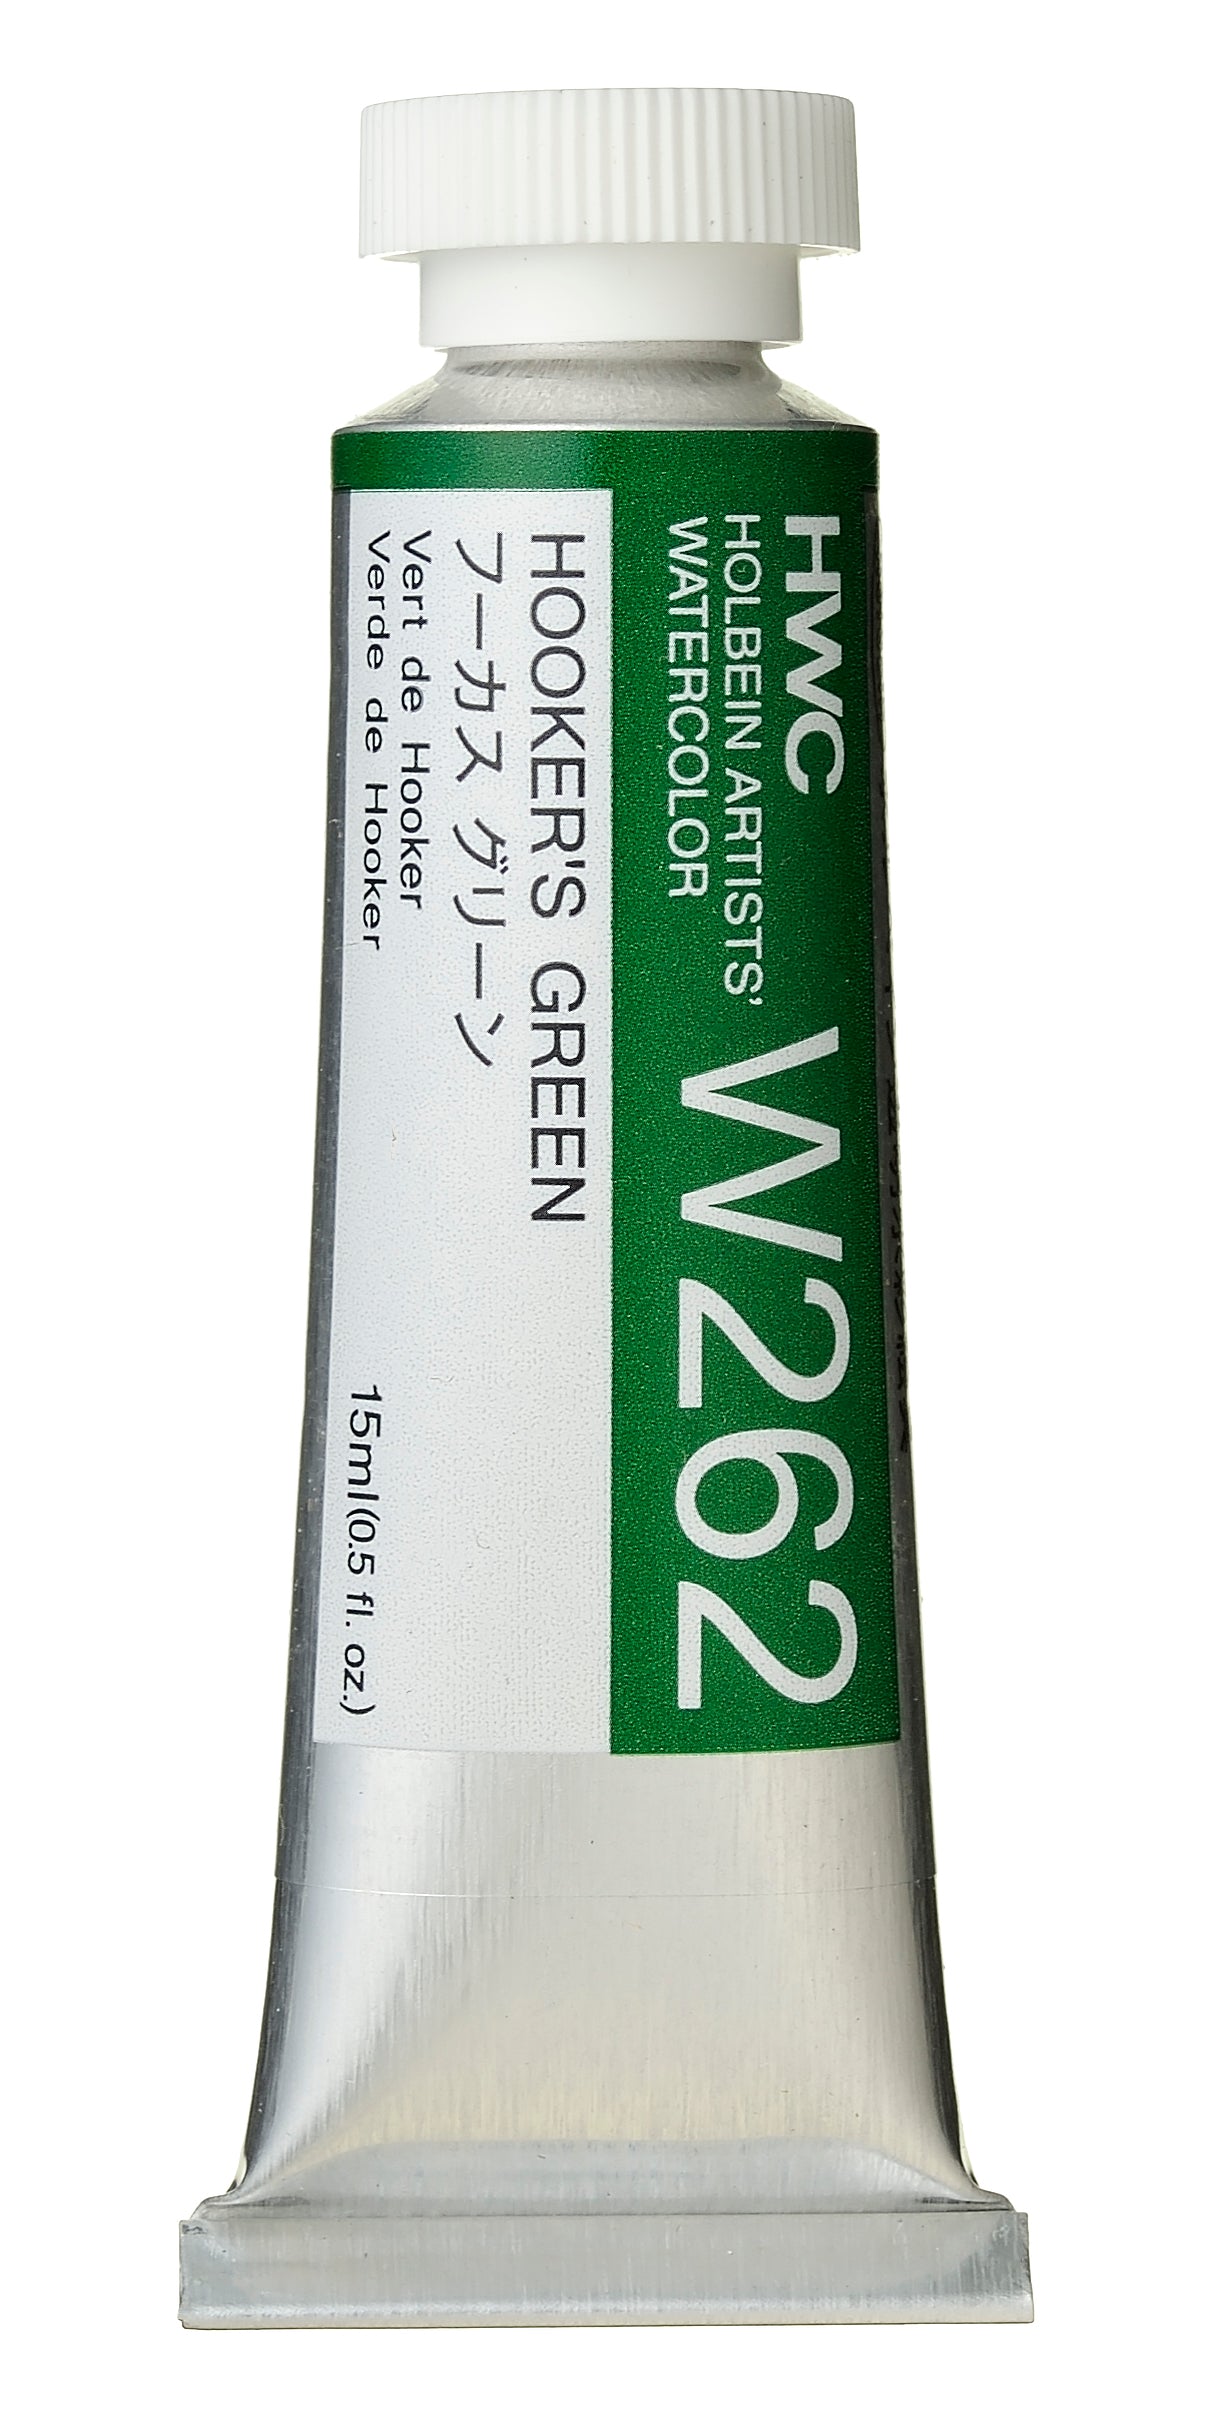 HWC
HOLBEIN ARTISTS'
WATERCOLOR
W262
HOOKER'S GREEN
フーカス グリーン
Vert de Hooker
Verde de Hooker
15ml(0.5 fl. oz.)